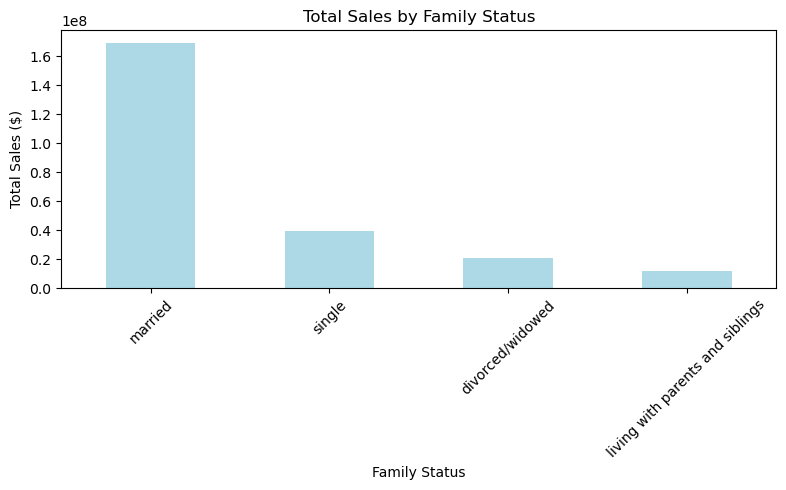 Total Sales by Family Status
1e8
Total Sales ($)
1.6
1.4
1.2
1.0
0.8
0.6
0.4
0.2
0.0
married
single
divorced/widowed
living with parents and siblings
Family Status